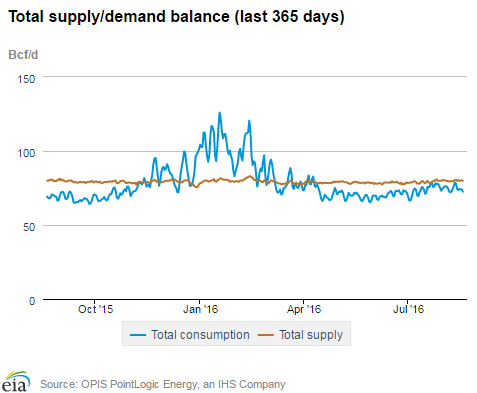 Total supply/demand balance (last 365 days)
Bcf/d
150
100
50
0
Oct '15 Jan '16 Apr '16 Jul '16
Total consumption Total supply
eia Source: OPIS PointLogic Energy, an IHS Company